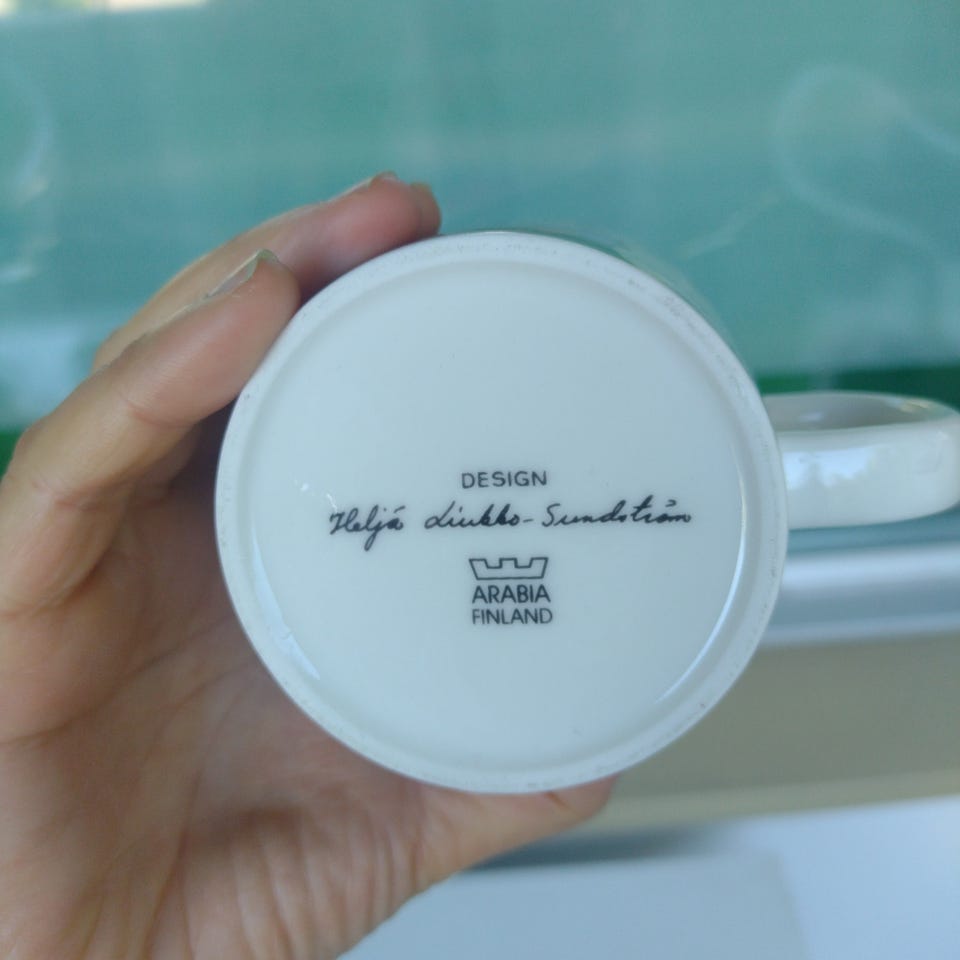 DESIGN
Heljä Liukko-Sundström
ARABIA
FINLAND